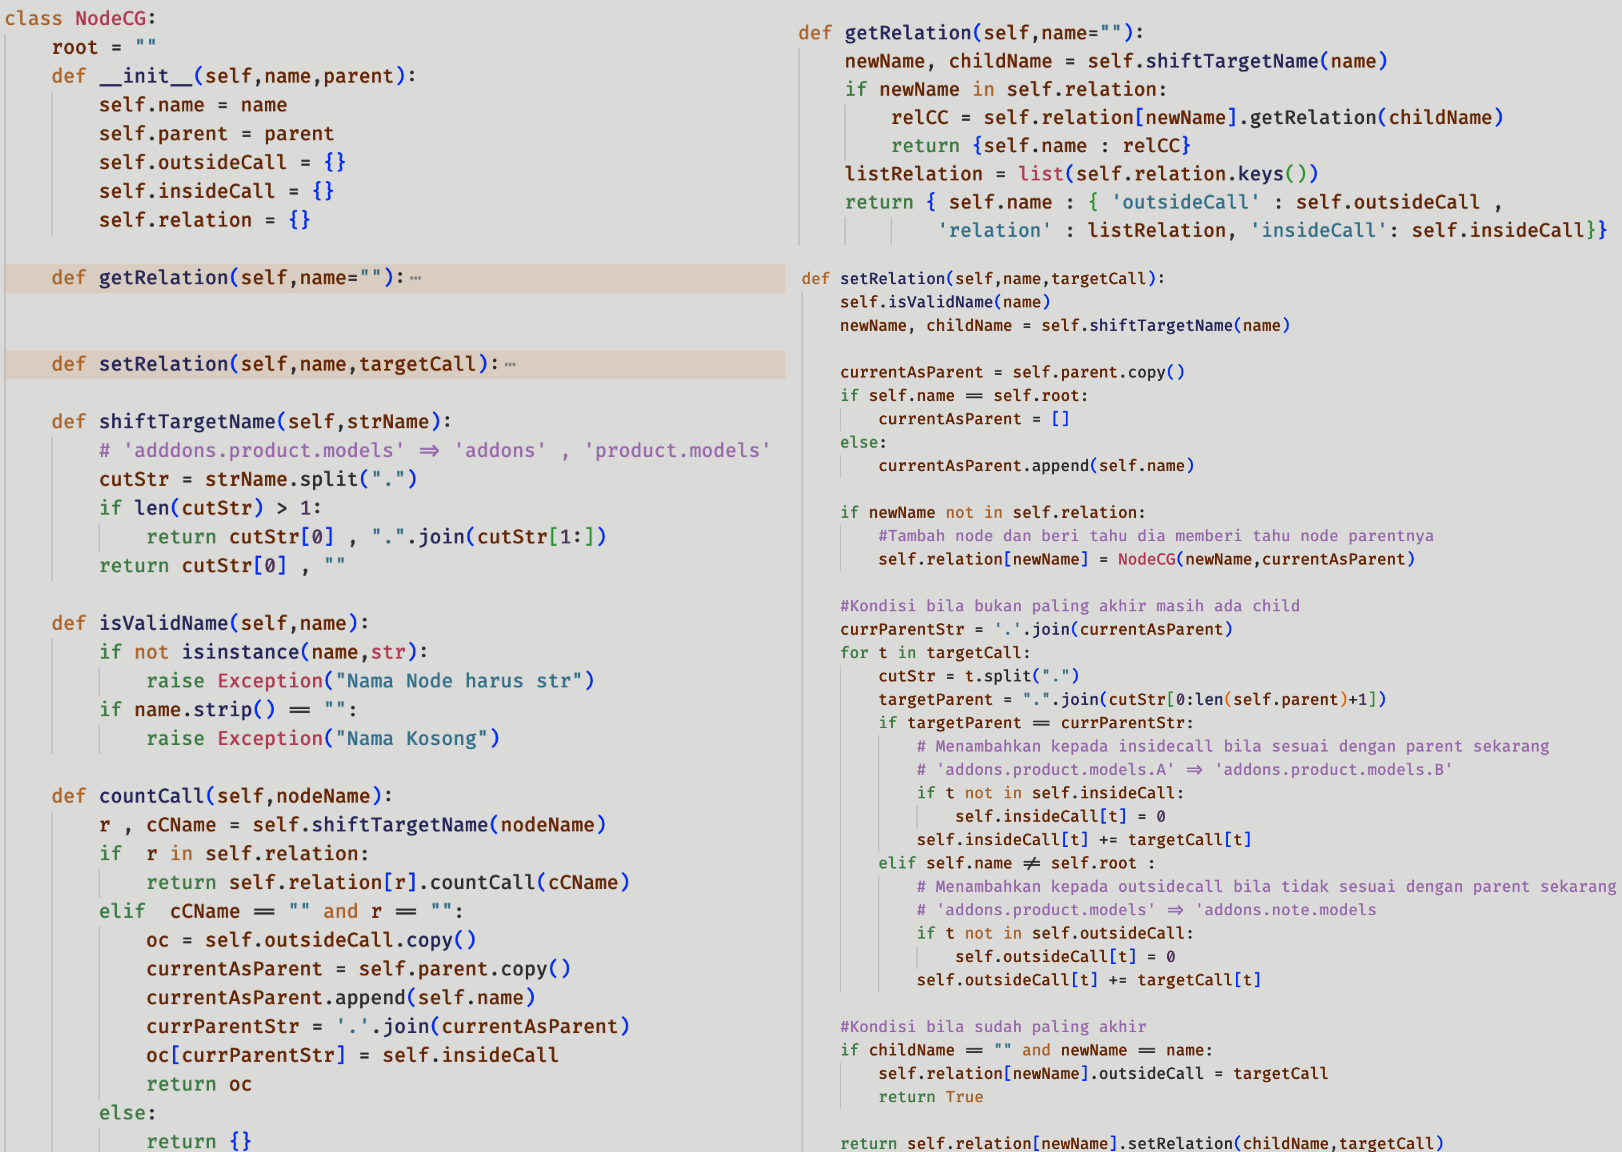 class NodeCG:
    root = ""
    def __init__(self,name,parent):
        self.name = name
        self.parent = parent
        self.outsideCall = {}
        self.insideCall = {}
        self.relation = {}

    def getRelation(self,name=""):⋯

    def setRelation(self,name,targetCall):⋯

    def shiftTargetName(self,strName):
        # 'adddons.product.models' => 'addons' , 'product.models'
        cutStr = strName.split(".")
        if len(cutStr) > 1:
            return cutStr[0] , ".".join(cutStr[1:])
        return cutStr[0] , ""

    def isValidName(self,name):
        if not isinstance(name,str):
            raise Exception("Nama Node harus str")
        if name.strip() == "":
            raise Exception("Nama Kosong")

    def countCall(self,nodeName):
        r , cCName = self.shiftTargetName(nodeName)
        if  r in self.relation:
            return self.relation[r].countCall(cCName)
        elif  cCName == "" and r == "":
            oc = self.outsideCall.copy()
            currentAsParent = self.parent.copy()
            currentAsParent.append(self.name)
            currParentStr = '.'.join(currentAsParent)
            oc[currParentStr] = self.insideCall
            return oc
        else:
            return {}

def getRelation(self,name=""):
    newName, childName = self.shiftTargetName(name)
    if newName in self.relation:
        relCC = self.relation[newName].getRelation(childName)
        return {self.name : relCC}
    listRelation = list(self.relation.keys())
    return { self.name : { 'outsideCall' : self.outsideCall ,
            'relation' : listRelation, 'insideCall': self.insideCall}}

def setRelation(self,name,targetCall):
    self.isValidName(name)
    newName, childName = self.shiftTargetName(name)

    currentAsParent = self.parent.copy()
    if self.name == self.root:
        currentAsParent = []
    else:
        currentAsParent.append(self.name)

    if newName not in self.relation:
        #Tambah node dan beri tahu dia memberi tahu node parentnya
        self.relation[newName] = NodeCG(newName,currentAsParent)

    #Kondisi bila bukan paling akhir masih ada child
    currParentStr = '.'.join(currentAsParent)
    for t in targetCall:
        cutStr = t.split(".")
        targetParent = ".".join(cutStr[0:len(self.parent)+1])
        if targetParent == currParentStr:
            # Menambahkan kepada insidecall bila sesuai dengan parent sekarang
            # 'addons.product.models.A' => 'addons.product.models.B'
            if t not in self.insideCall:
                self.insideCall[t] = 0
            self.insideCall[t] += targetCall[t]
        elif self.name != self.root :
            # Menambahkan kepada outsidecall bila tidak sesuai dengan parent sekarang
            # 'addons.product.models' => 'addons.note.models
            if t not in self.outsideCall:
                self.outsideCall[t] = 0
            self.outsideCall[t] += targetCall[t]

    #Kondisi bila sudah paling akhir
    if childName == "" and newName == name:
        self.relation[newName].outsideCall = targetCall
        return True

    return self.relation[newName].setRelation(childName,targetCall)